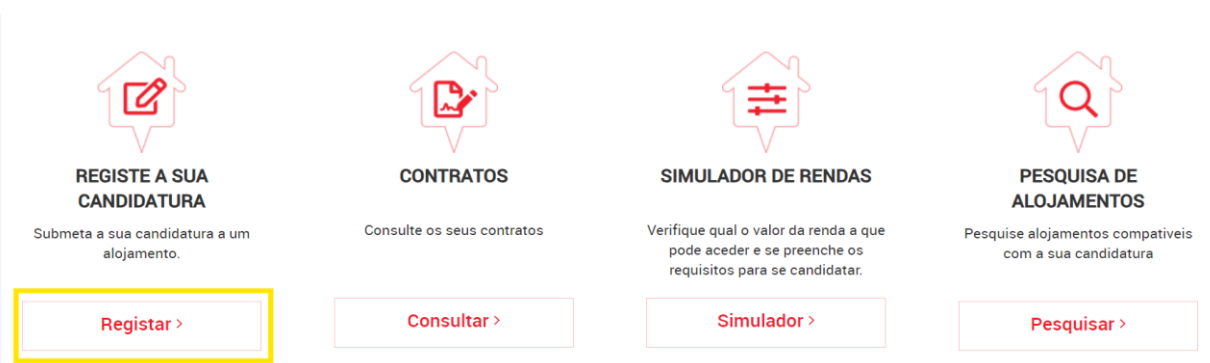 REGISTE A SUA
CANDIDATURA
Submeta a sua candidatura a um
alojamento.
Registar >
CONTRATOS
Consulte os seus contratos
Consultar >
SIMULADOR DE RENDAS
Verifique qual o valor da renda a que
pode aceder e se preenche os
requisitos para se candidatar.
Simulador >
PESQUISA DE
ALOJAMENTOS
Pesquise alojamentos compativeis
com a sua candidatura
Pesquisar >